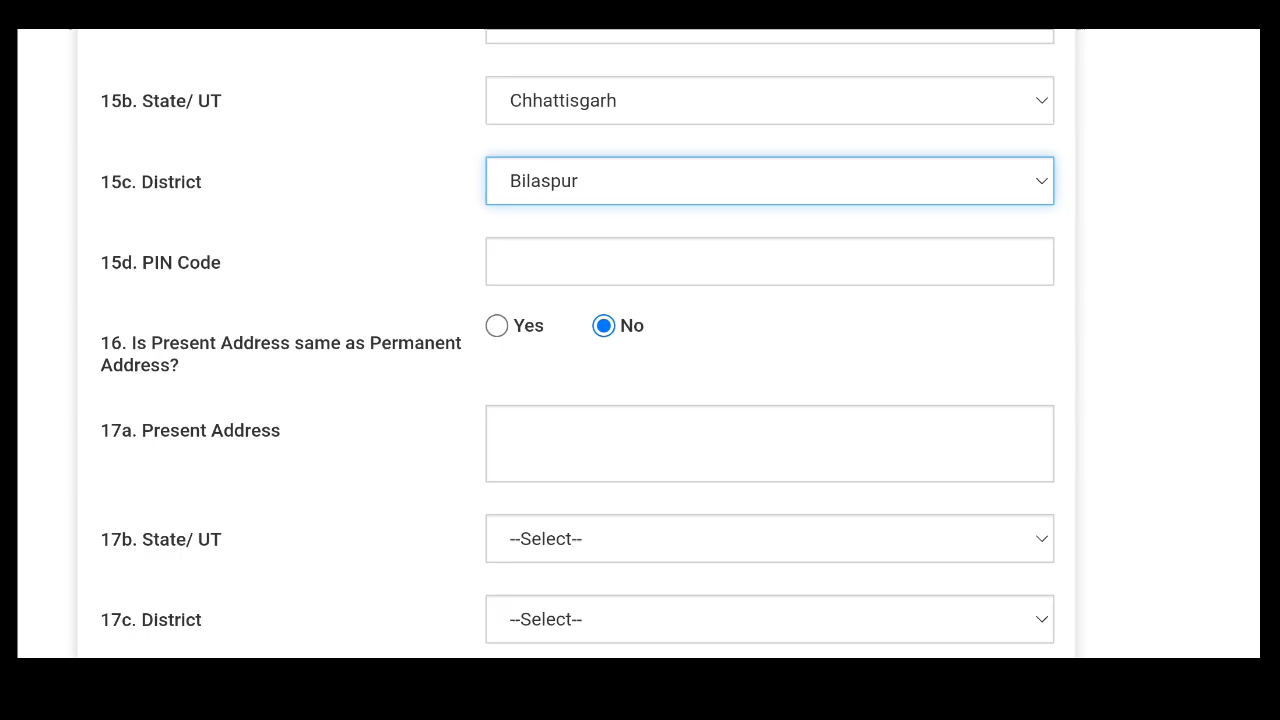 15b. State/ UT
Chhattisgarh
15c. District
Bilaspur
15d. PIN Code
Yes
No
16. Is Present Address same as Permanent
Address?
17a. Present Address
17b. State/ UT
--Select--
17c. District
--Select--